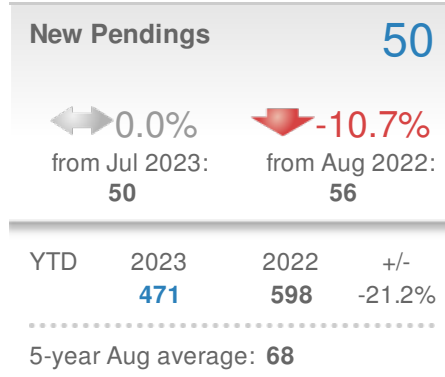 New Pendings 50
0.0% -10.7%
from Jul 2023: from Aug 2022:
50 56
YTD 2023 2022 +/-
471 598 -21.2%
5-year Aug average: 68